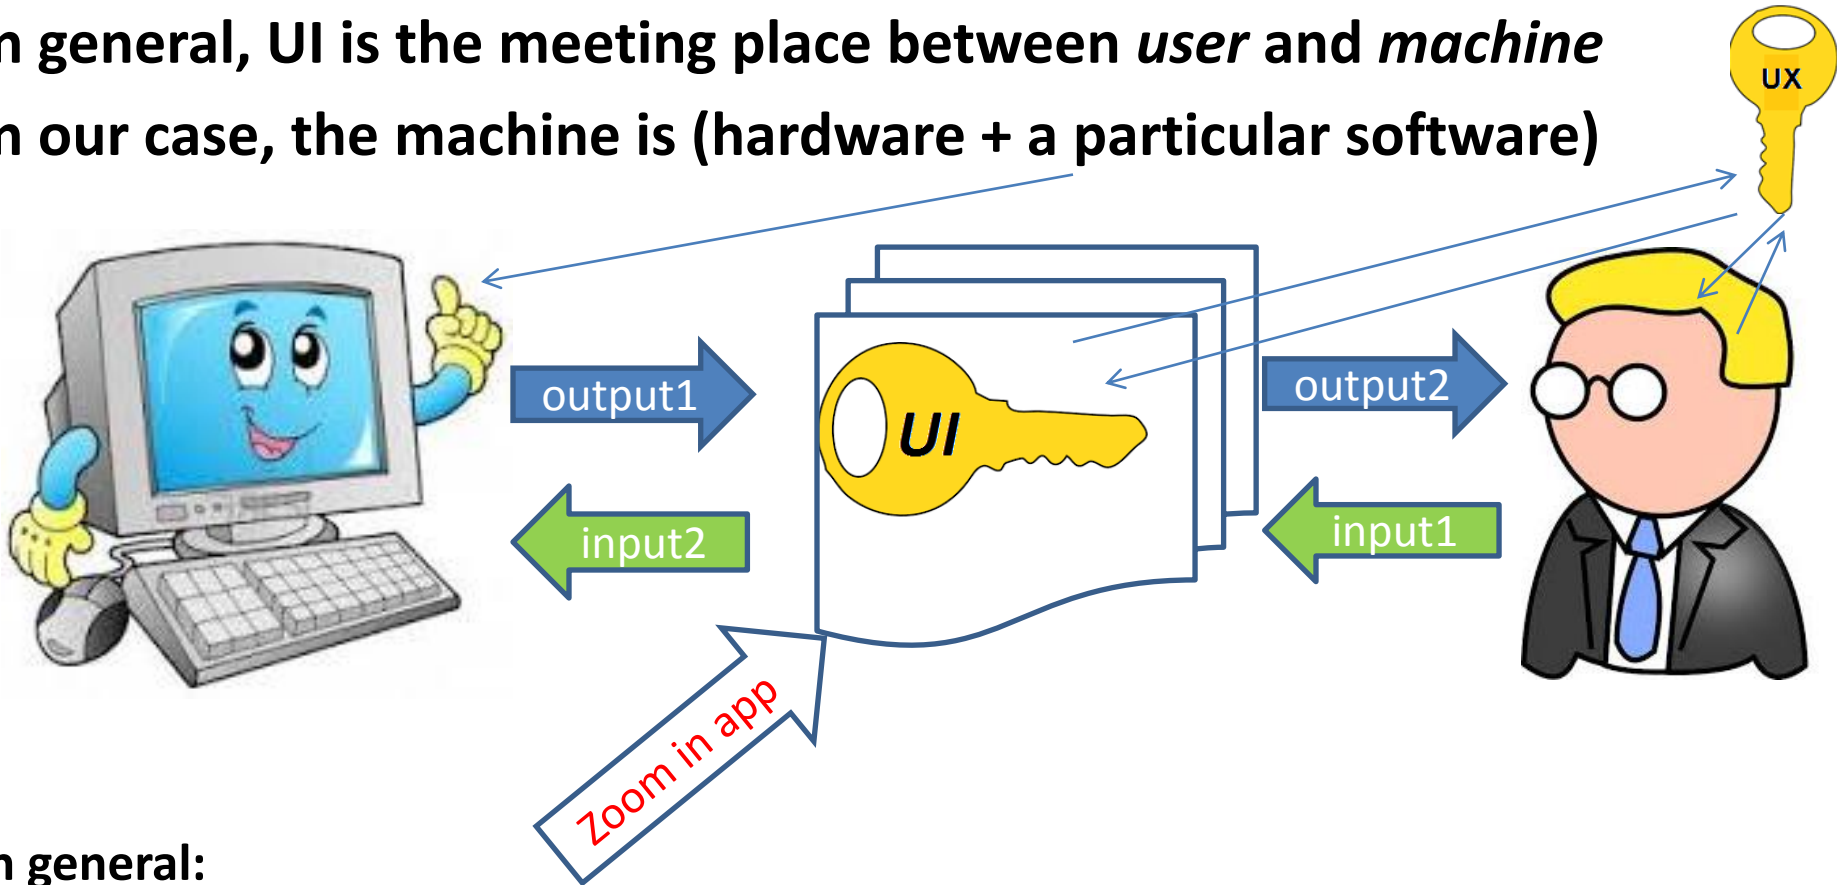 n general, UI is the meeting place between user and machine
n our case, the machine is (hardware + a particular software)
UX
output1
UI
output2
input2
input1
Zoom in app
n general: